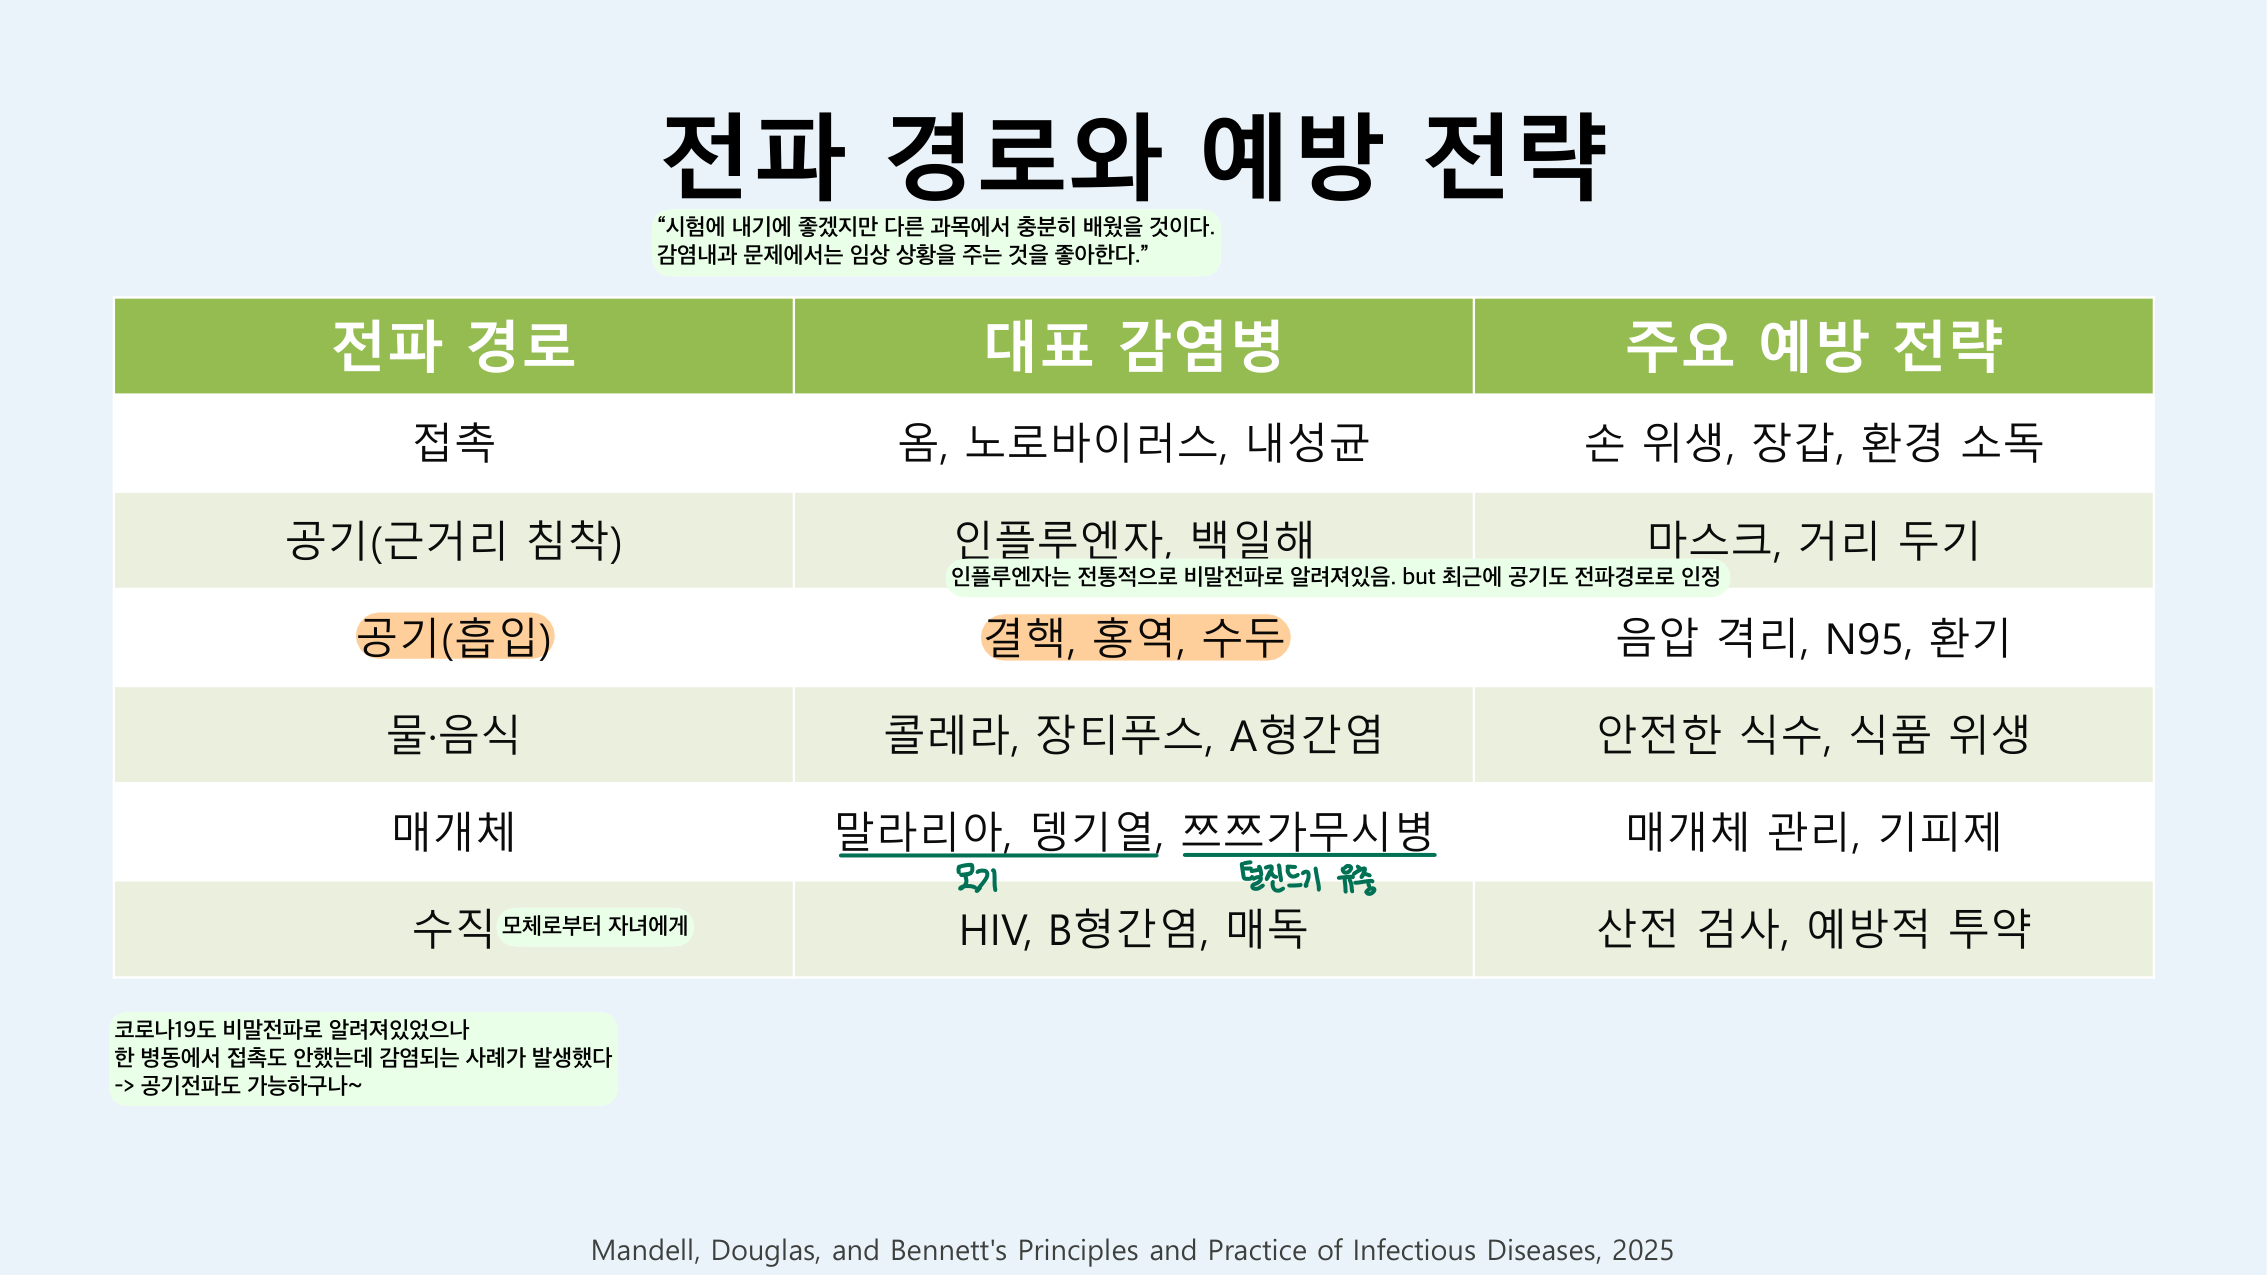 전파 경로와 예방 전략
“시험에 내기에 좋겠지만 다른 과목에서 충분히 배웠을 것이다.
감염내과 문제에서는 임상 상황을 주는 것을 좋아한다.”
전파 경로 대표 감염병 주요 예방 전략
접촉 옴, 노로바이러스, 내성균 손 위생, 장갑, 환경 소독
공기(근거리 침착) 인플루엔자, 백일해 마스크, 거리 두기
인플루엔자는 전통적으로 비말전파로 알려져있음. but 최근에 공기도 전파경로로 인정
공기(흡입) 결핵, 홍역, 수두 음압 격리, N95, 환기
물·음식 콜레라, 장티푸스, A형간염 안전한 식수, 식품 위생
매개체 말라리아, 뎅기열, 쯔쯔가무시병 매개체 관리, 기피제
모기 털진드기 유충
수직 모체로부터 자녀에게 HIV, B형간염, 매독 산전 검사, 예방적 투약
코로나19도 비말전파로 알려져있었으나
한 병동에서 접촉도 안했는데 감염되는 사례가 발생했다
-> 공기전파도 가능하구나~
Mandell, Douglas, and Bennett's Principles and Practice of Infectious Diseases, 2025